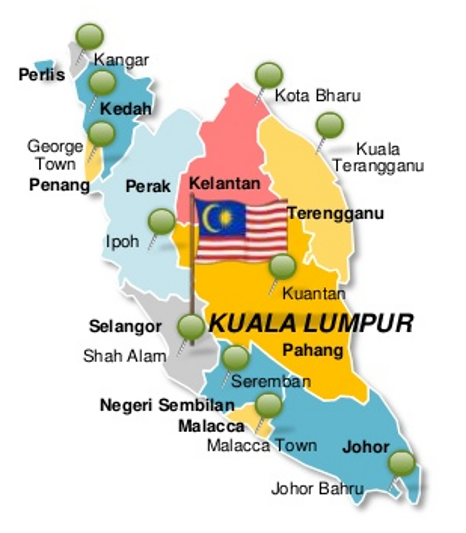 Kangar
Perlis
Kedah
Kota Bharu
George
Town
Kuala
Terangganu
Penang
Perak
Kelantan
Terengganu
Ipoh
Kuantan
Selangor
KUALA LUMPUR
Shah Alam
Pahang
Seremban
Negeri Sembilan
Malacca
Malacca Town
Johor
Johor Bahru